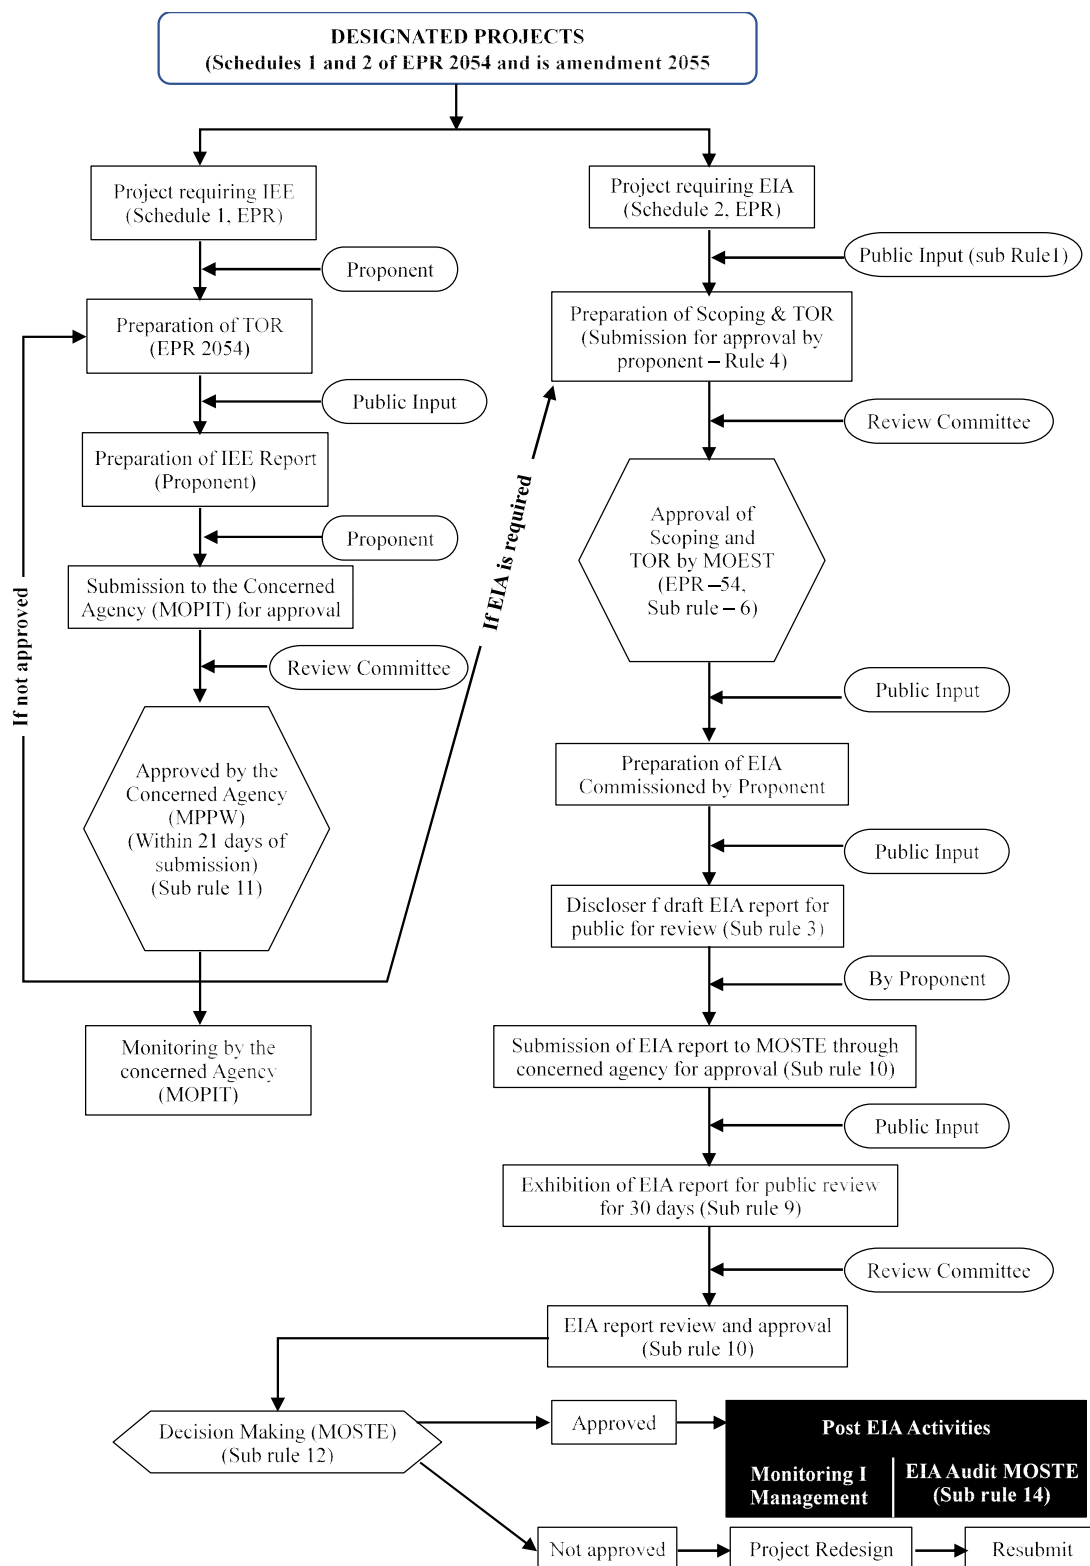 DESIGNATED PROJECTS
(Schedules 1 and 2 of EPR 2054 and is amendment 2055
Project requiring IEE
(Schedule 1, EPR)
Proponent
Preparation of TOR
(EPR 2054)
Public Input
Preparation of IEE Report
(Proponent)
Proponent
Submission to the Concerned
Agency (MOPIT) for approval
Review Committee
Approved by the
Concerned Agency
(MPPW)
(Within 21 days of
submission)
(Sub rule 11)
Monitoring by the
concerned Agency
(MOPIT)
If not approved
If EIA is required
Project requiring EIA
(Schedule 2, EPR)
Public Input (sub Rule1)
Preparation of Scoping & TOR
(Submission for approval by
proponent – Rule 4)
Review Committee
Approval of
Scoping and
TOR by MOEST
(EPR –54,
Sub rule – 6)
Public Input
Preparation of EIA
Commissioned by Proponent
Public Input
Discloser f draft EIA report for
public for review (Sub rule 3)
By Proponent
Submission of EIA report to MOSTE through
concerned agency for approval (Sub rule 10)
Public Input
Exhibition of EIA report for public review
for 30 days (Sub rule 9)
Review Committee
EIA report review and approval
(Sub rule 10)
Decision Making (MOSTE)
(Sub rule 12)
Approved
Post EIA Activities
Monitoring I
Management
EIA Audit MOSTE
(Sub rule 14)
Not approved
Project Redesign
Resubmit